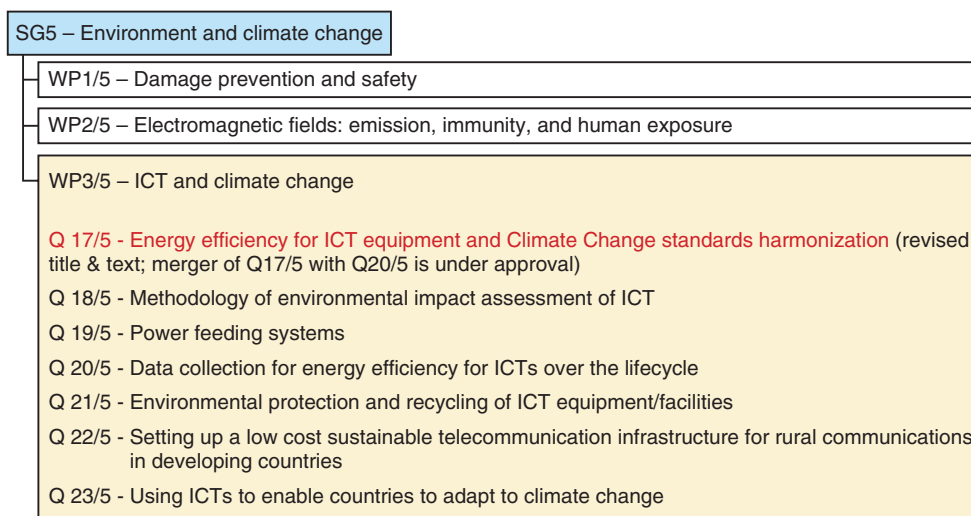 SG5 – Environment and climate change
WP1/5 – Damage prevention and safety
WP2/5 – Electromagnetic fields: emission, immunity, and human exposure
WP3/5 – ICT and climate change
Q 17/5 - Energy efficiency for ICT equipment and Climate Change standards harmonization (revised
title & text; merger of Q17/5 with Q20/5 is under approval)
Q 18/5 - Methodology of environmental impact assessment of ICT
Q 19/5 - Power feeding systems
Q 20/5 - Data collection for energy efficiency for ICTs over the lifecycle
Q 21/5 - Environmental protection and recycling of ICT equipment/facilities
Q 22/5 - Setting up a low cost sustainable telecommunication infrastructure for rural communications
in developing countries
Q 23/5 - Using ICTs to enable countries to adapt to climate change